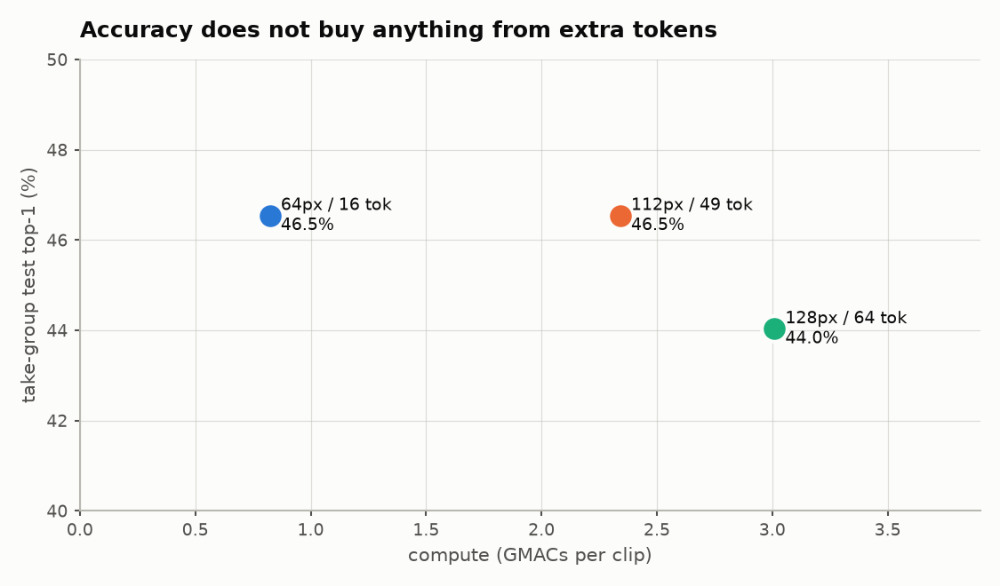 Accuracy does not buy anything from extra tokens
50
48
46
44
42
40
take-group test top-1 (%)
64px / 16 tok
46.5%
112px / 49 tok
46.5%
128px / 64 tok
44.0%
0.0
0.5
1.0
1.5
2.0
2.5
3.0
3.5
compute (GMACs per clip)